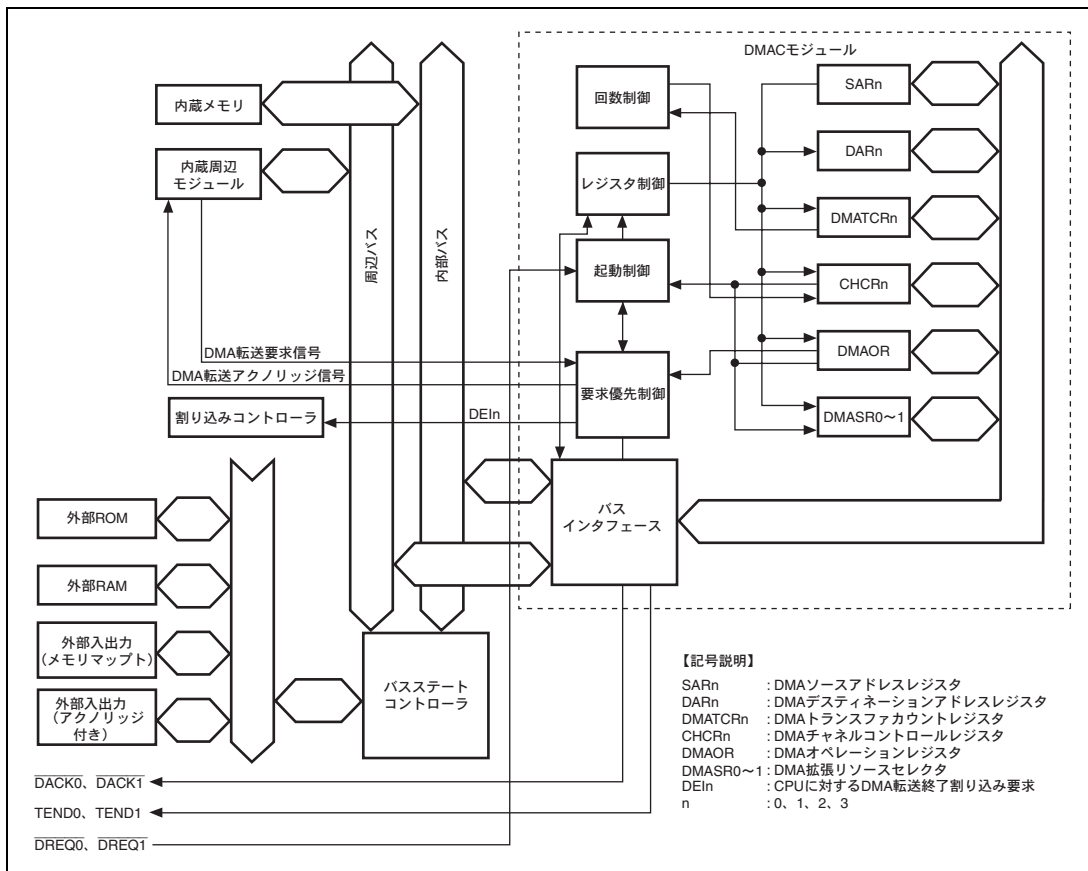 DMACモジュール
内蔵メモリ
内蔵周辺
モジュール
周辺バス
内部バス
回数制御
レジスタ制御
起動制御
要求優先制御
SARn
DARn
DMATCRn
CHCRn
DMAOR
DMASR0～1
DMA転送要求信号
DMA転送アクノリッジ信号
割り込みコントローラ
DEIn
バス
インタフェース
外部ROM
外部RAM
外部入出力
（メモリマップト）
外部入出力
（アクノリッジ
付き）
バスステート
コントローラ
DACK0、DACK1
TEND0、TEND1
DREQ0、DREQ1
【記号説明】
SARn : DMAソースアドレスレジスタ
DARn : DMAデスティネーションアドレスレジスタ
DMATCRn : DMAトランスファカウントレジスタ
CHCRn : DMAチャネルコントロールレジスタ
DMAOR : DMAオペレーションレジスタ
DMASR0～1 : DMA拡張リソースセレクタ
DEIn : CPUに対するDMA転送終了割り込み要求
n : 0、1、2、3